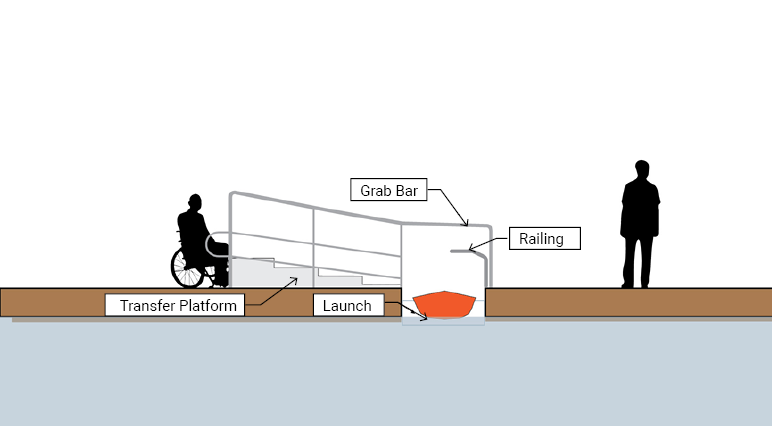 Grab Bar
Railing
Transfer Platform
Launch